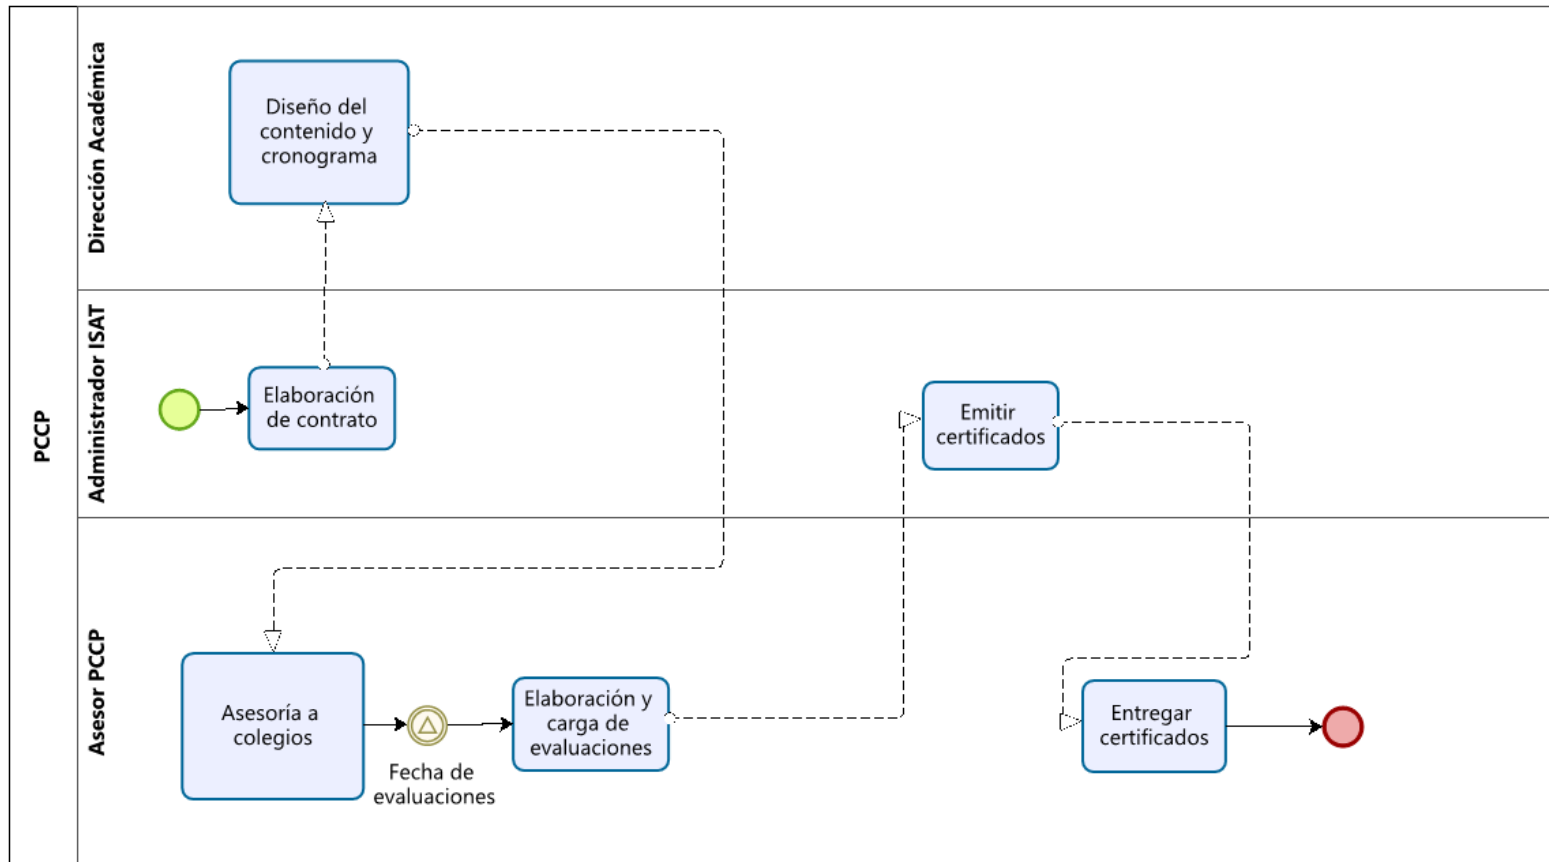 PCCP
Dirección Académica
Diseño del
contenido y
cronograma
Administrador ISAT
Elaboración
de contrato
Emitir
certificados
Asesor PCCP
Asesoría a
colegios
Fecha de
evaluaciones
Elaboración y
carga de
evaluaciones
Entregar
certificados